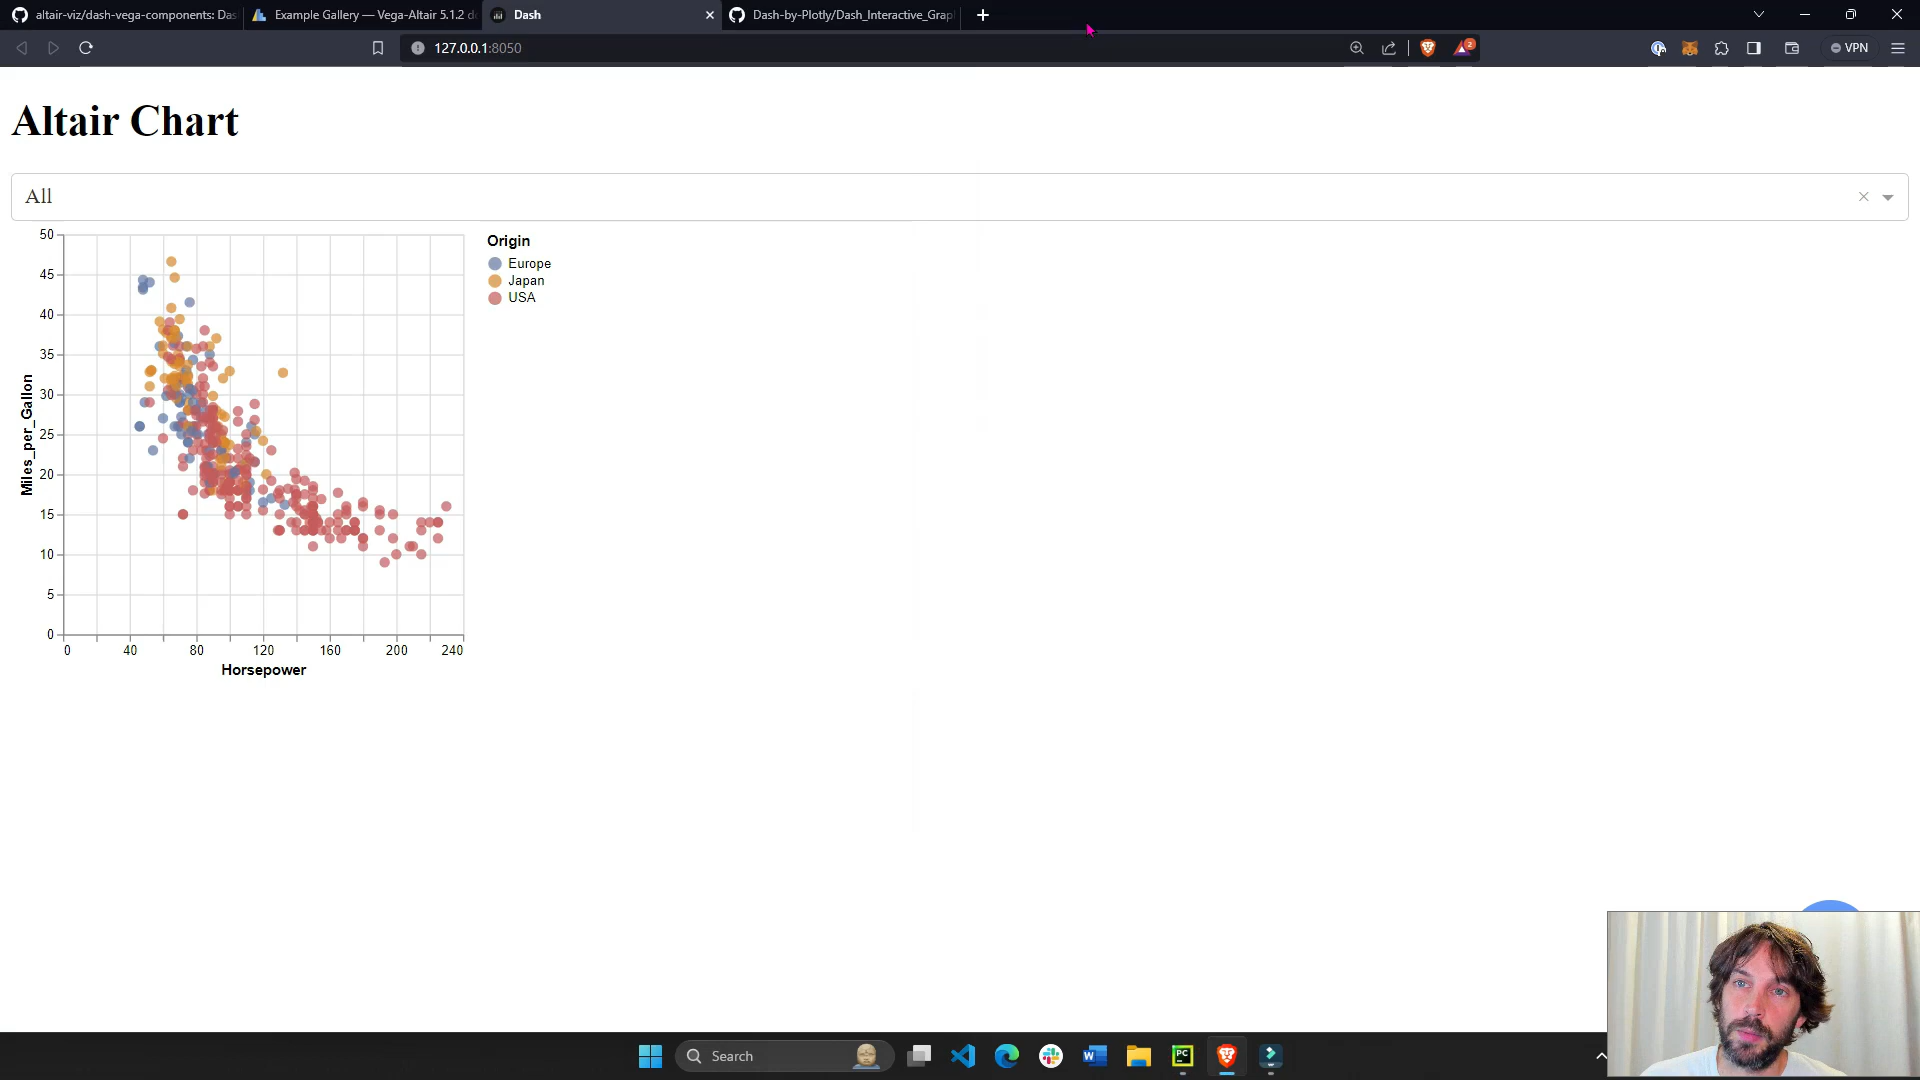 altair-viz/dash-vega-components: Das
Example Gallery — Vega-Altair 5.1.2 d
Dash
Dash-by-Plotly/Dash_Interactive_Grap
127.0.0.1:8050
2
VPN
Altair Chart
All
50
45
40
35
30
25
20
15
10
5
0
Miles_per_Gallon
0 40 80 120 160 200 240
Horsepower
Origin
Europe
Japan
USA
Search
PC